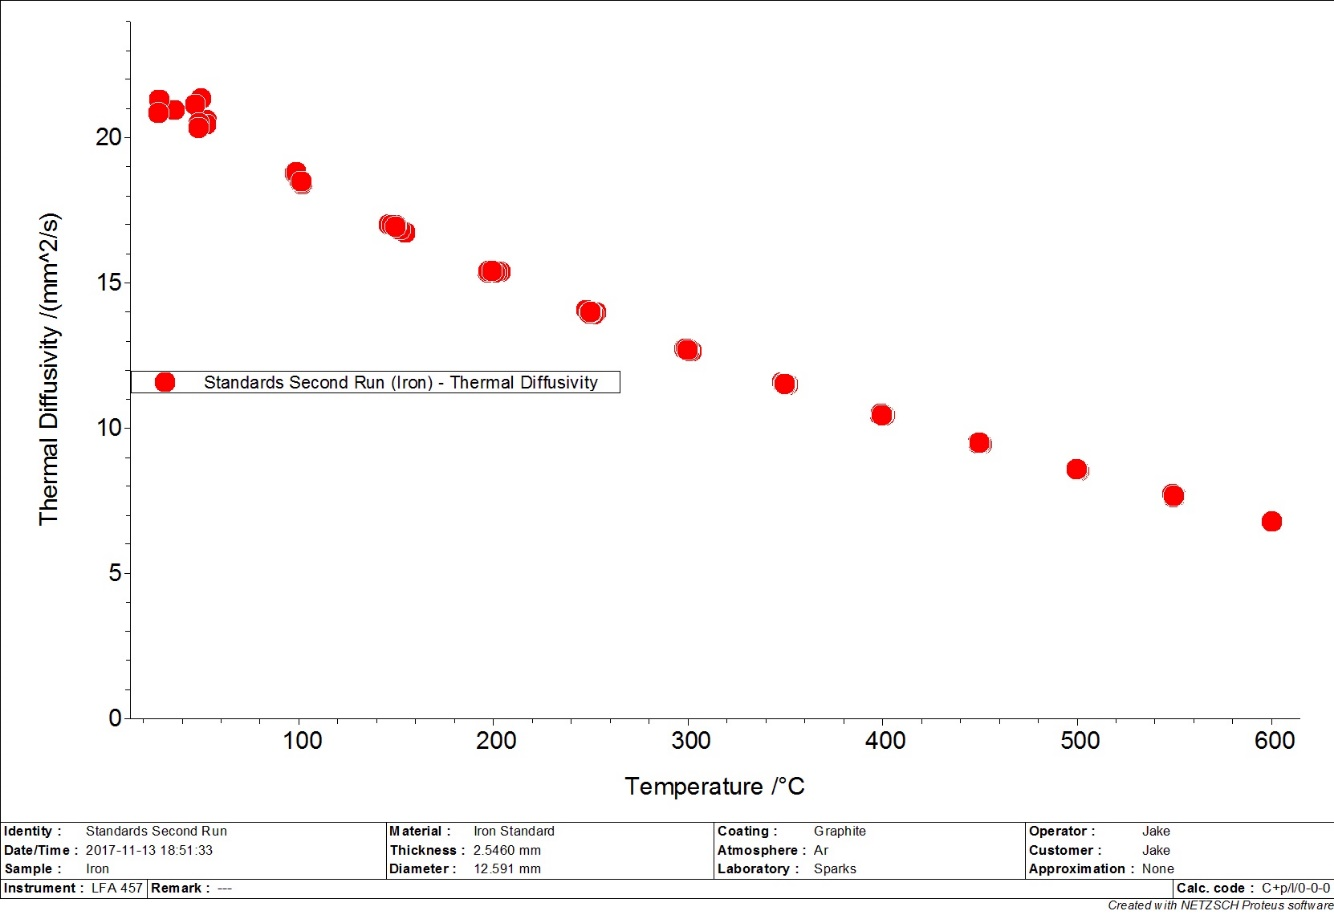 20
15
10
5
0
Thermal Diffusivity /(mm^2/s)
Standards Second Run (Iron) - Thermal Diffusivity
100 200 300 400 500 600
Temperature /°C
Identity : Standards Second Run Material : Iron Standard Coating : Graphite Operator : Jake
Date/Time : 2017-11-13 18:51:33 Thickness : 2.5460 mm Atmosphere : Ar Customer : Jake
Sample : Iron Diameter : 12.591 mm Laboratory : Sparks Approximation : None
Instrument : LFA 457 Remark : --- Calc. code : C+p/l/0-0-0
Created with NETZSCH Proteus software